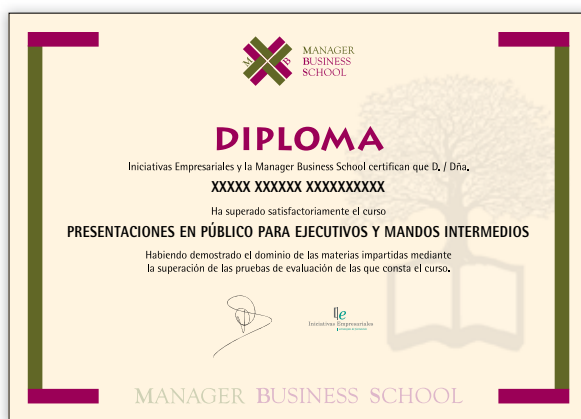 M B
MANAGER
BUSINESS
SCHOOL
DIPLOMA
Iniciativas Empresariales y la Manager Business School certifican que D. / Dña.
XXXXX XXXXXX XXXXXXXXXX
Ha superado satisfactoriamente el curso
PRESENTACIONES EN PÚBLICO PARA EJECUTIVOS Y MANDOS INTERMEDIOS
Habiendo demostrado el dominio de las materias impartidas mediante
la superación de las pruebas de evaluación de las que consta el curso.
Ile
Iniciativas Empresariales
MANAGER BUSINESS SCHOOL